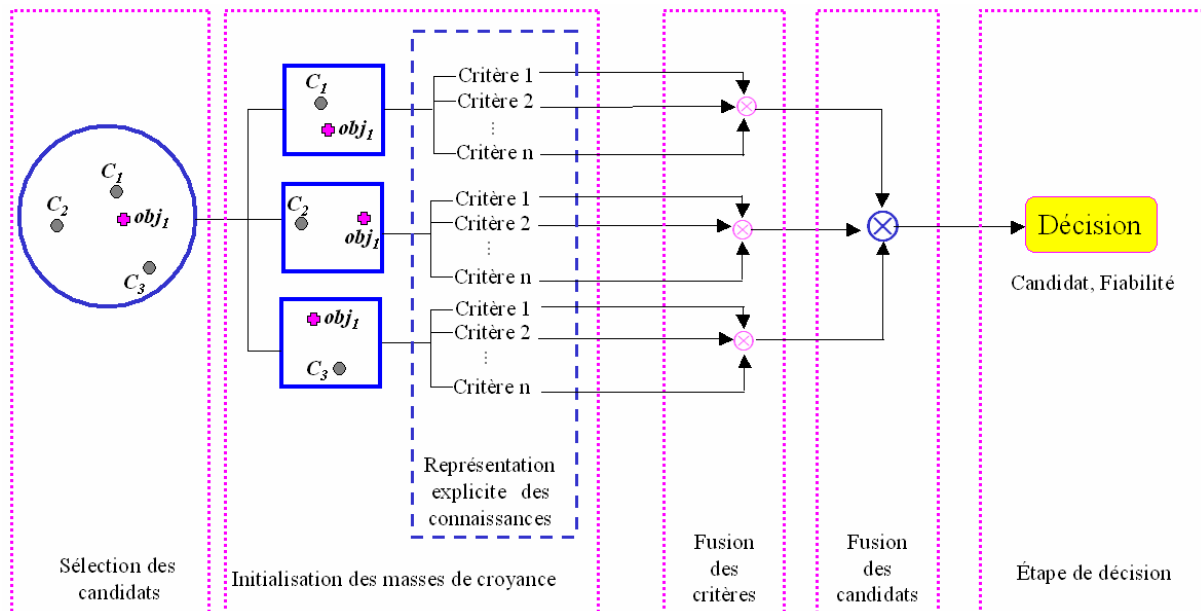 C1
C2
obj1
C3
C1
obj1
C2
obj1
obj1
C3
Critère 1
Critère 2
...
Critère n
Critère 1
Critère 2
...
Critère n
Critère 1
Critère 2
...
Critère n
Représentation
explicite des
connaissances
Décision
Candidat, Fiabilité
Sélection des
candidats
Initialisation des masses de croyance
Fusion
des
critères
Fusion
des
candidats
Étape de décision